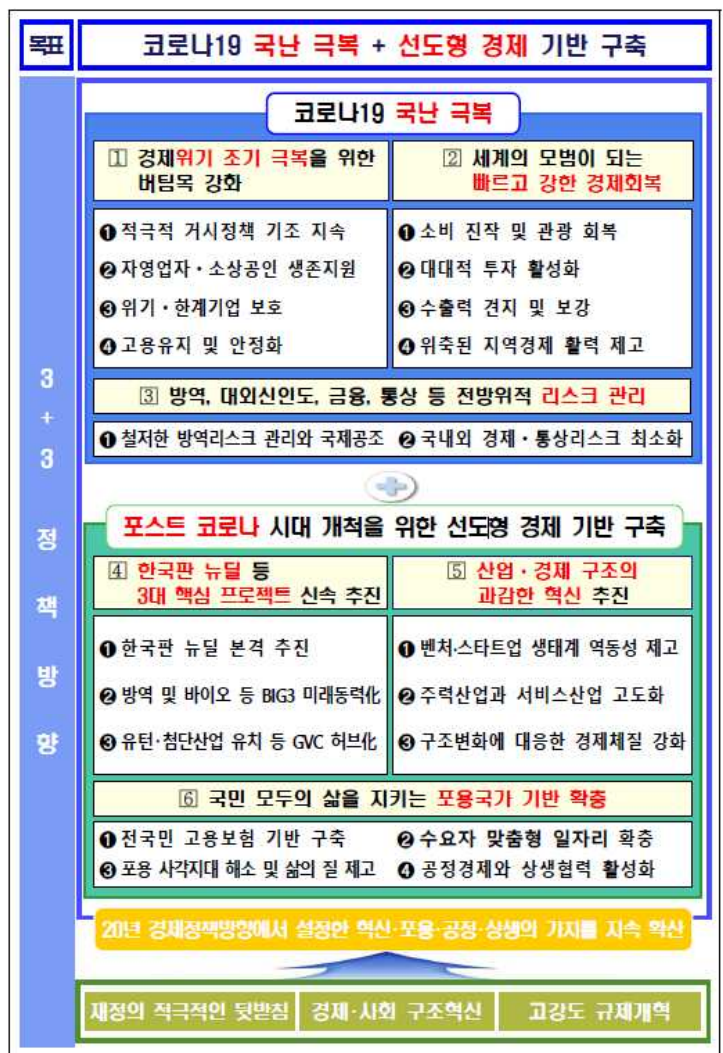 목표
코로나19 국난 극복 + 선도형 경제 기반 구축
3+3 정책방향
코로나19 국난 극복
1 경제위기 조기 극복을 위한
버팀목 강화
❶적극적 거시정책 기조 지속
❷자영업자·소상공인 생존지원
❸위기·한계기업 보호
❹고용유지 및 안정화
2 세계의 모범이 되는
빠르고 강한 경제회복
❶소비 진작 및 관광 회복
❷대대적 투자 활성화
❸수출력 견지 및 보강
❹위축된 지역경제 활력 제고
3 방역, 대외신인도, 금융, 통상 등 전방위적 리스크 관리
❶철저한 방역리스크 관리와 국제공조 ❷국내외 경제·통상리스크 최소화
포스트 코로나 시대 개척을 위한 선도형 경제 기반 구축
4 한국판 뉴딜 등
3대 핵심 프로젝트 신속 추진
❶한국판 뉴딜 본격 추진
❷방역 및 바이오 등 BIG3 미래동력化
❸유턴·첨단산업 유치 등 GVC 허브化
5 산업·경제 구조의
과감한 혁신 추진
❶벤처·스타트업 생태계 역동성 제고
❷주력산업과 서비스산업 고도화
❸구조변화에 대응한 경제체질 강화
6 국민 모두의 삶을 지키는 포용국가 기반 확충
❶전국민 고용보험 기반 구축 ❷수요자 맞춤형 일자리 확충
❸포용 사각지대 해소 및 삶의 질 제고 ❹공정경제와 상생협력 활성화
20년 경제정책방향에서 설정한 혁신·포용·공정·상생의 가치를 지속 확산
재정의 적극적인 뒷받침
경제·사회 구조혁신
고강도 규제개혁